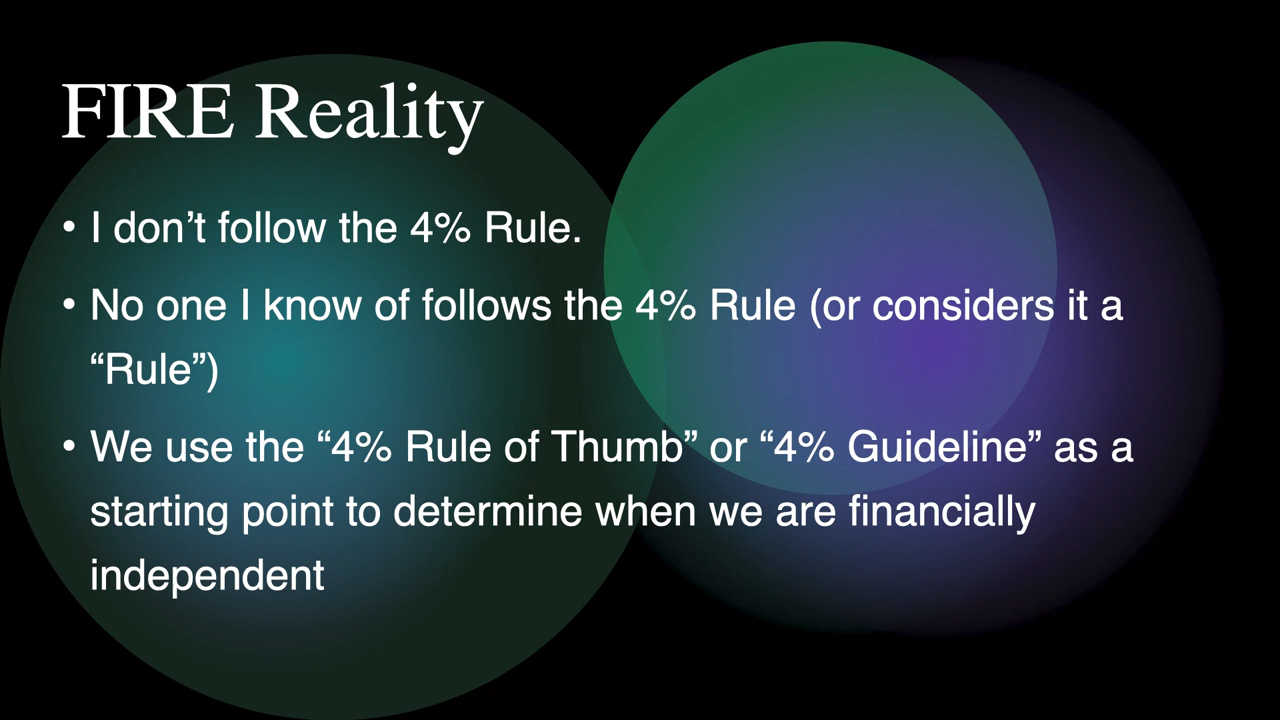 FIRE Reality
• I don’t follow the 4% Rule.
• No one I know of follows the 4% Rule (or considers it a
“Rule”)
• We use the “4% Rule of Thumb” or “4% Guideline” as a
starting point to determine when we are financially
independent